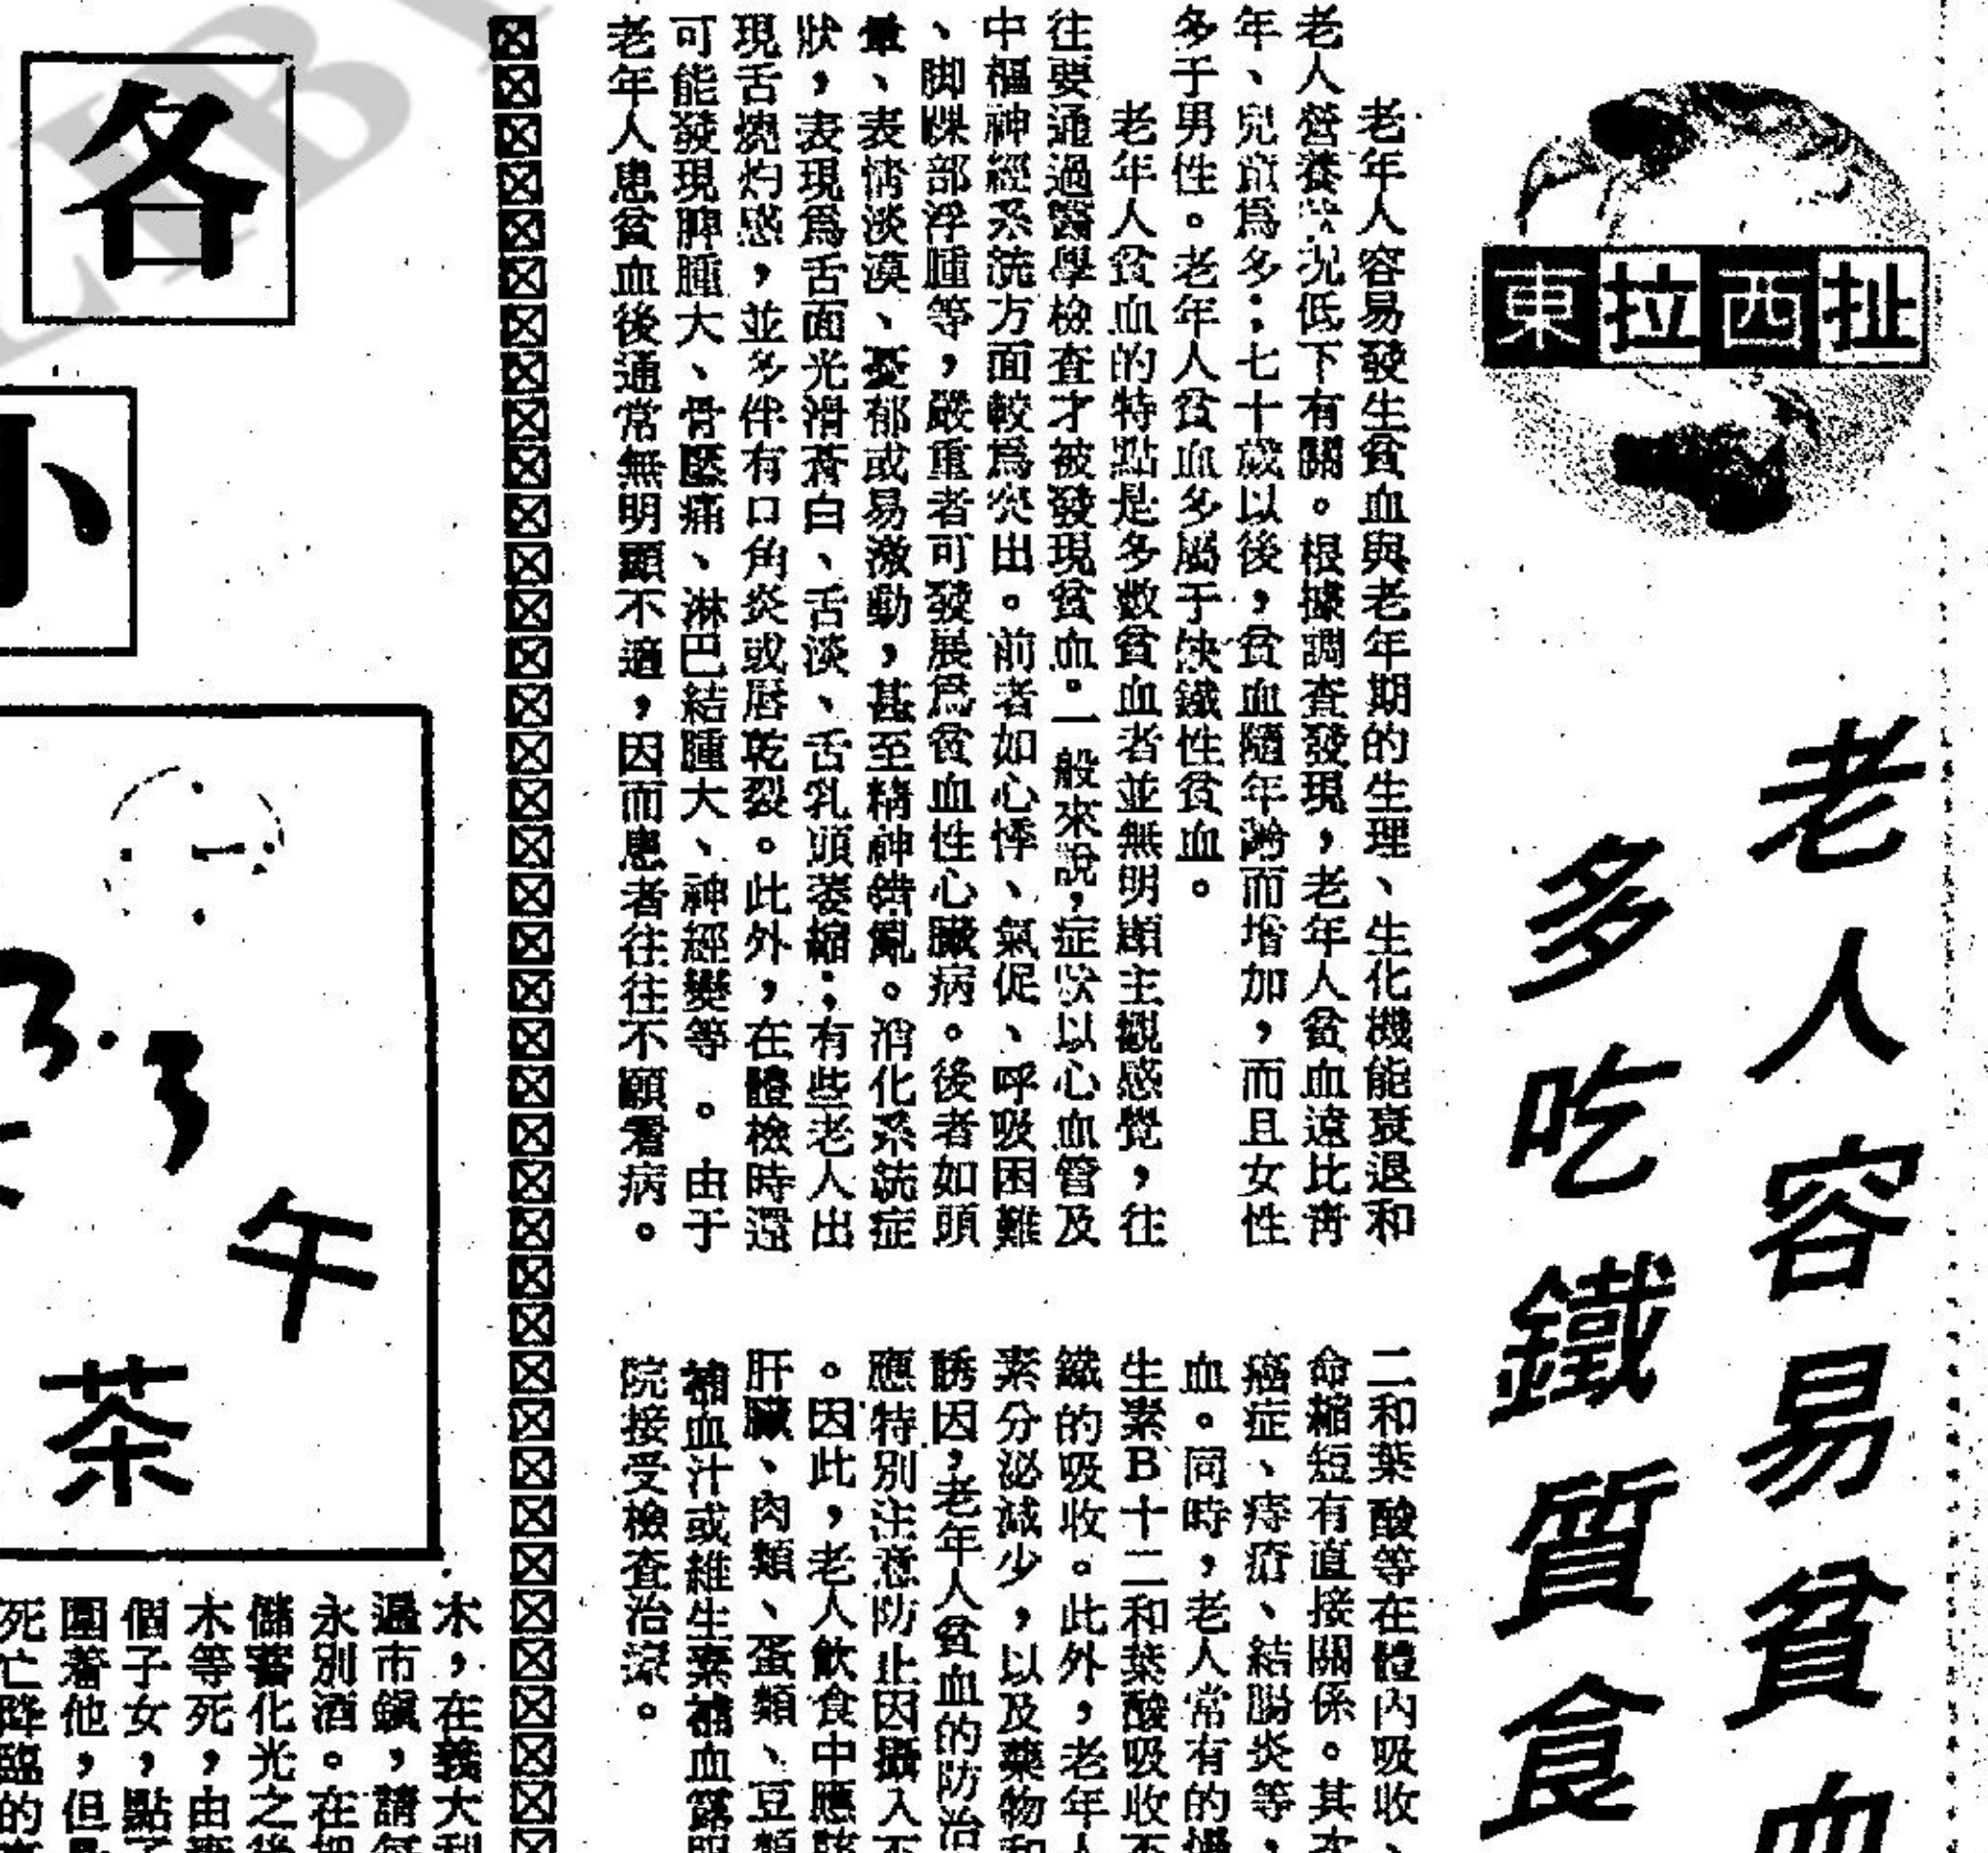 東拉西扯
老人容易貧血
多吃鐵質食
老年人容易發生貧血與老年期的生理、生化機能衰退和
老人營養狀況低下有關。根據調查發現，老年人貧血遠比青
年、兒童爲多；七十歲以後，貧血隨年齡而增加，而且女性
多于男性。老年人貧血多屬于缺鐵性貧血。
老年人貧血的特點是多數貧血者並無明顯主觀感覺，往
往要通過醫學檢查才被發現貧血。一般來說，症狀以心血管及
中樞神經系統方面較爲突出。前者如心悸、氣促、呼吸困難
、脚踝部浮腫等，嚴重者可發展爲貧血性心臟病。後者如頭
暈、表情淡漠、憂郁或易激動，甚至精神錯亂。消化系統症
狀，表現爲舌面光滑蒼白、舌淡、舌乳頭萎縮；有些老人出
現舌燒灼感，並多伴有口角炎或唇乾裂。此外，在體檢時還
可能發現脾腫大、骨壓痛、淋巴結腫大、神經變等。由于
老年人患貧血後通常無明顯不適，因而患者往往不願看病。
二和葉酸等在體內吸收、
命縮短有直接關係。其次
癌症、痔瘡、結腸炎等，
血。同時，老人常有的
生素B十二和葉酸吸收不
鐵的吸收。此外，老年人
素分泌減少，以及藥物和
誘因，老年人貧血的防治
應特別注意防止因攝入不
。因此，老人飲食中應該
肝臟、肉類、蛋類、豆類
補血汁或維生素補血
院接受檢查治療。
各
小
午
茶
木，在義大利
過市鎮，請每
永別酒。在把
儲蓄化光之後
木等死，由
個子女，點了
圍着他，但
死亡降臨的